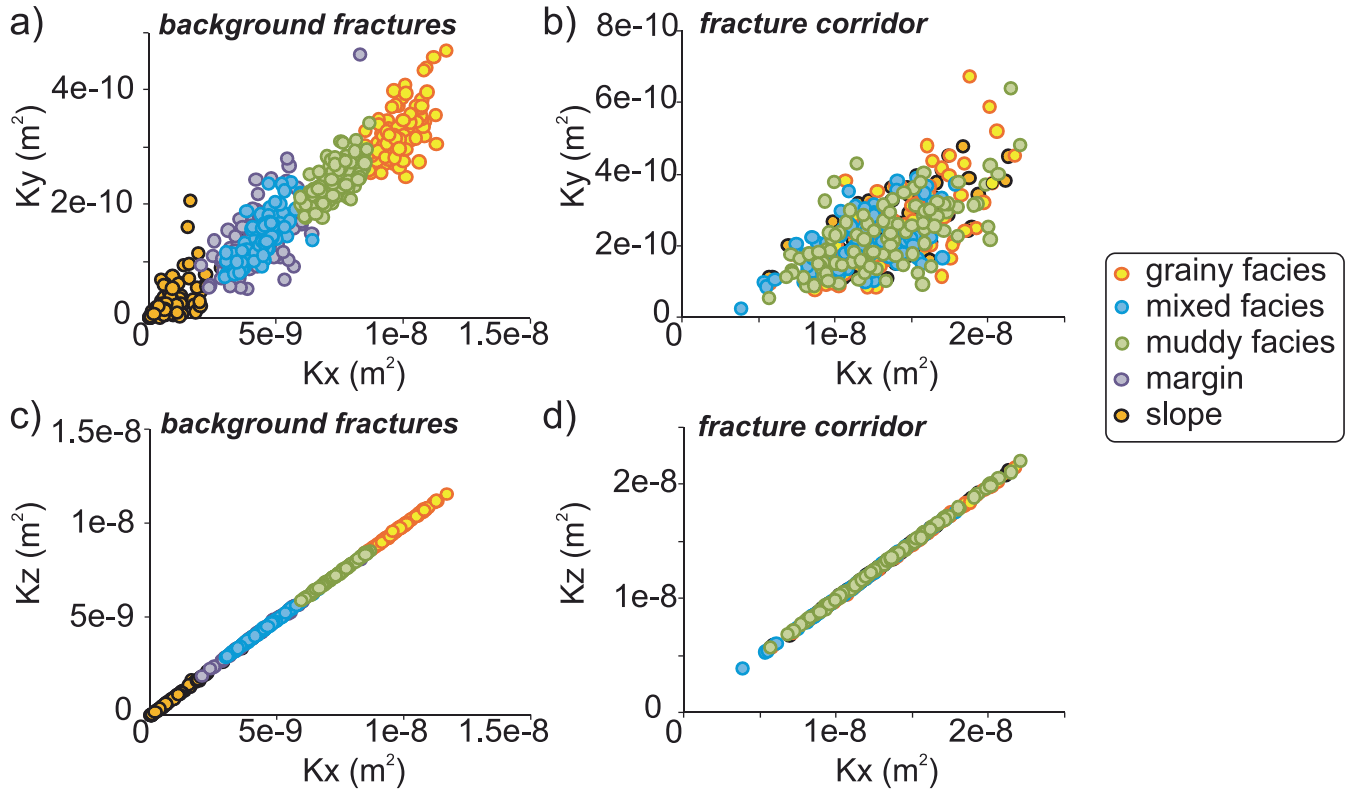 a)
background fractures
Ky (m²)
4e-10
2e-10
0
0
5e-9
1e-8
1.5e-8
Kx (m²)
b)
fracture corridor
Ky (m²)
8e-10
6e-10
4e-10
2e-10
0
0
1e-8
2e-8
Kx (m²)
grainy facies
mixed facies
muddy facies
margin
slope
c)
background fractures
Kz (m²)
1.5e-8
1e-8
5e-9
0
0
5e-9
1e-8
1.5e-8
Kx (m²)
d)
fracture corridor
Kz (m²)
2e-8
1e-8
0
0
1e-8
2e-8
Kx (m²)